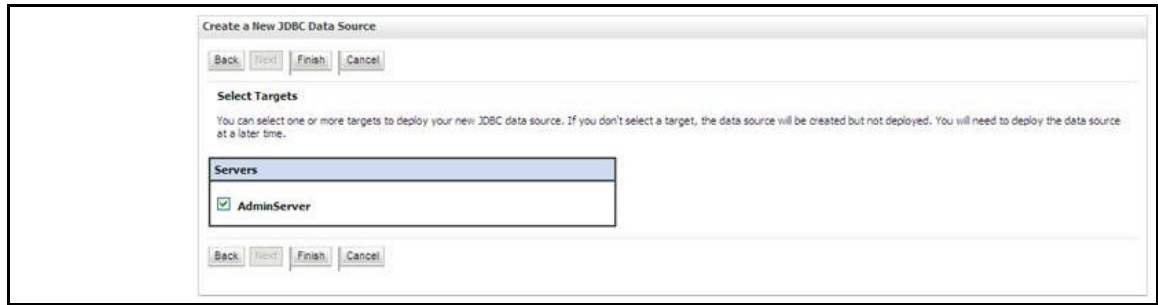 Create a New JDBC Data Source
Back Next Finish Cancel
Select Targets
You can select one or more targets to deploy your new JDBC data source. If you don't select a target, the data source will be created but not deployed. You will need to deploy the data source
at a later time.
Servers
AdminServer
Back Next Finish Cancel